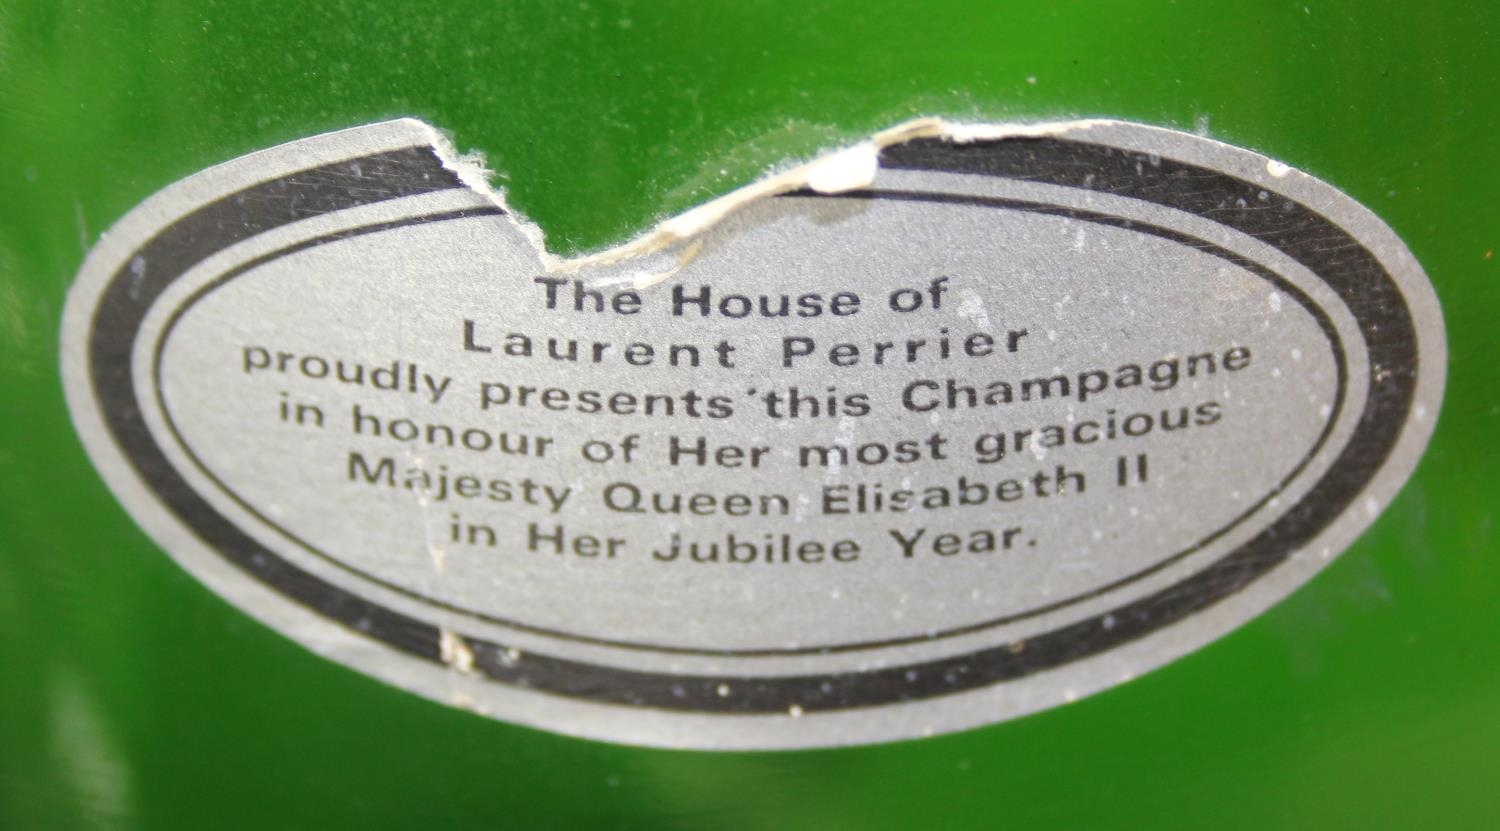 The House of
Laurent Perrier
proudly presents this Champagne
in honour of Her most gracious
Majesty Queen Elisabeth II
in Her Jubilee Year.